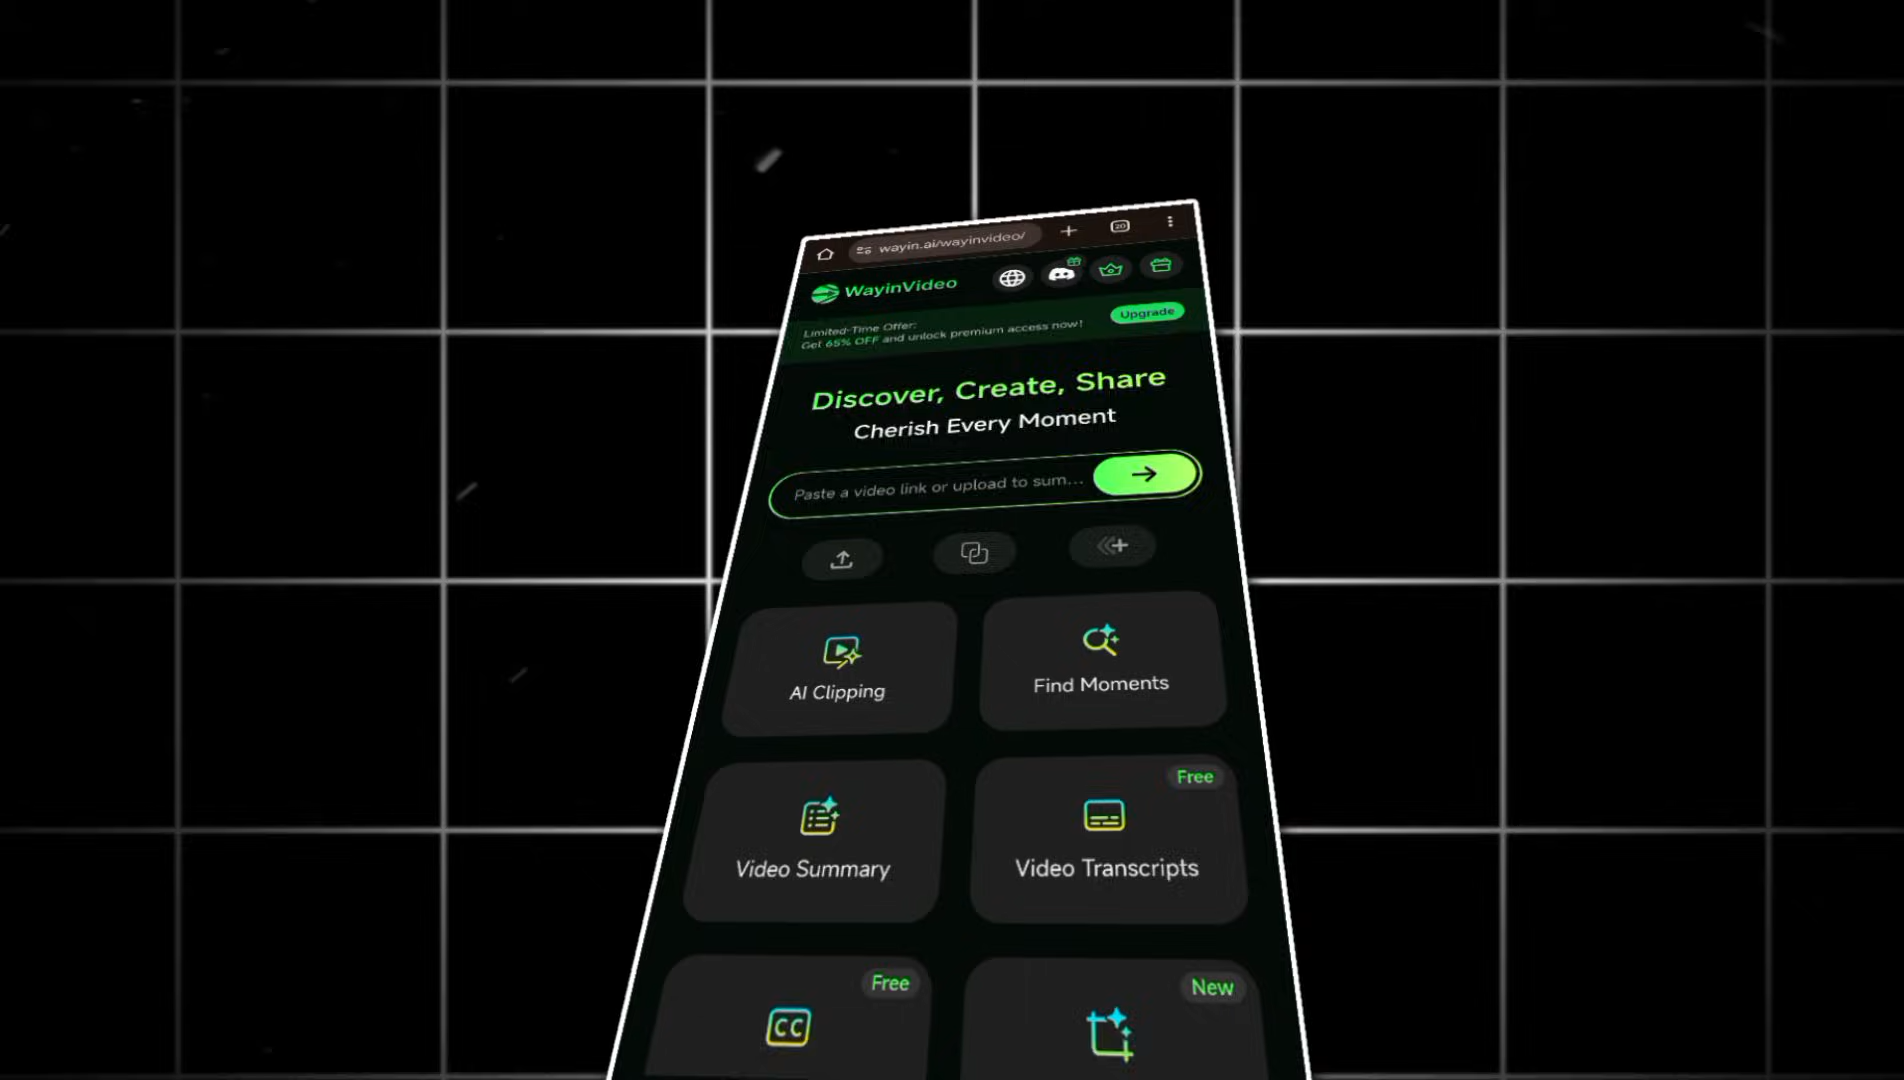 wayin.ai/wayinvideo/
20
WayinVideo
Limited-Time Offer:
Get 65% OFF and unlock premium access now!
Upgrade
Discover, Create, Share
Cherish Every Moment
Paste a video link or upload to sum...
AI Clipping
Find Moments
Free
Video Summary
Video Transcripts
Free
New
CC